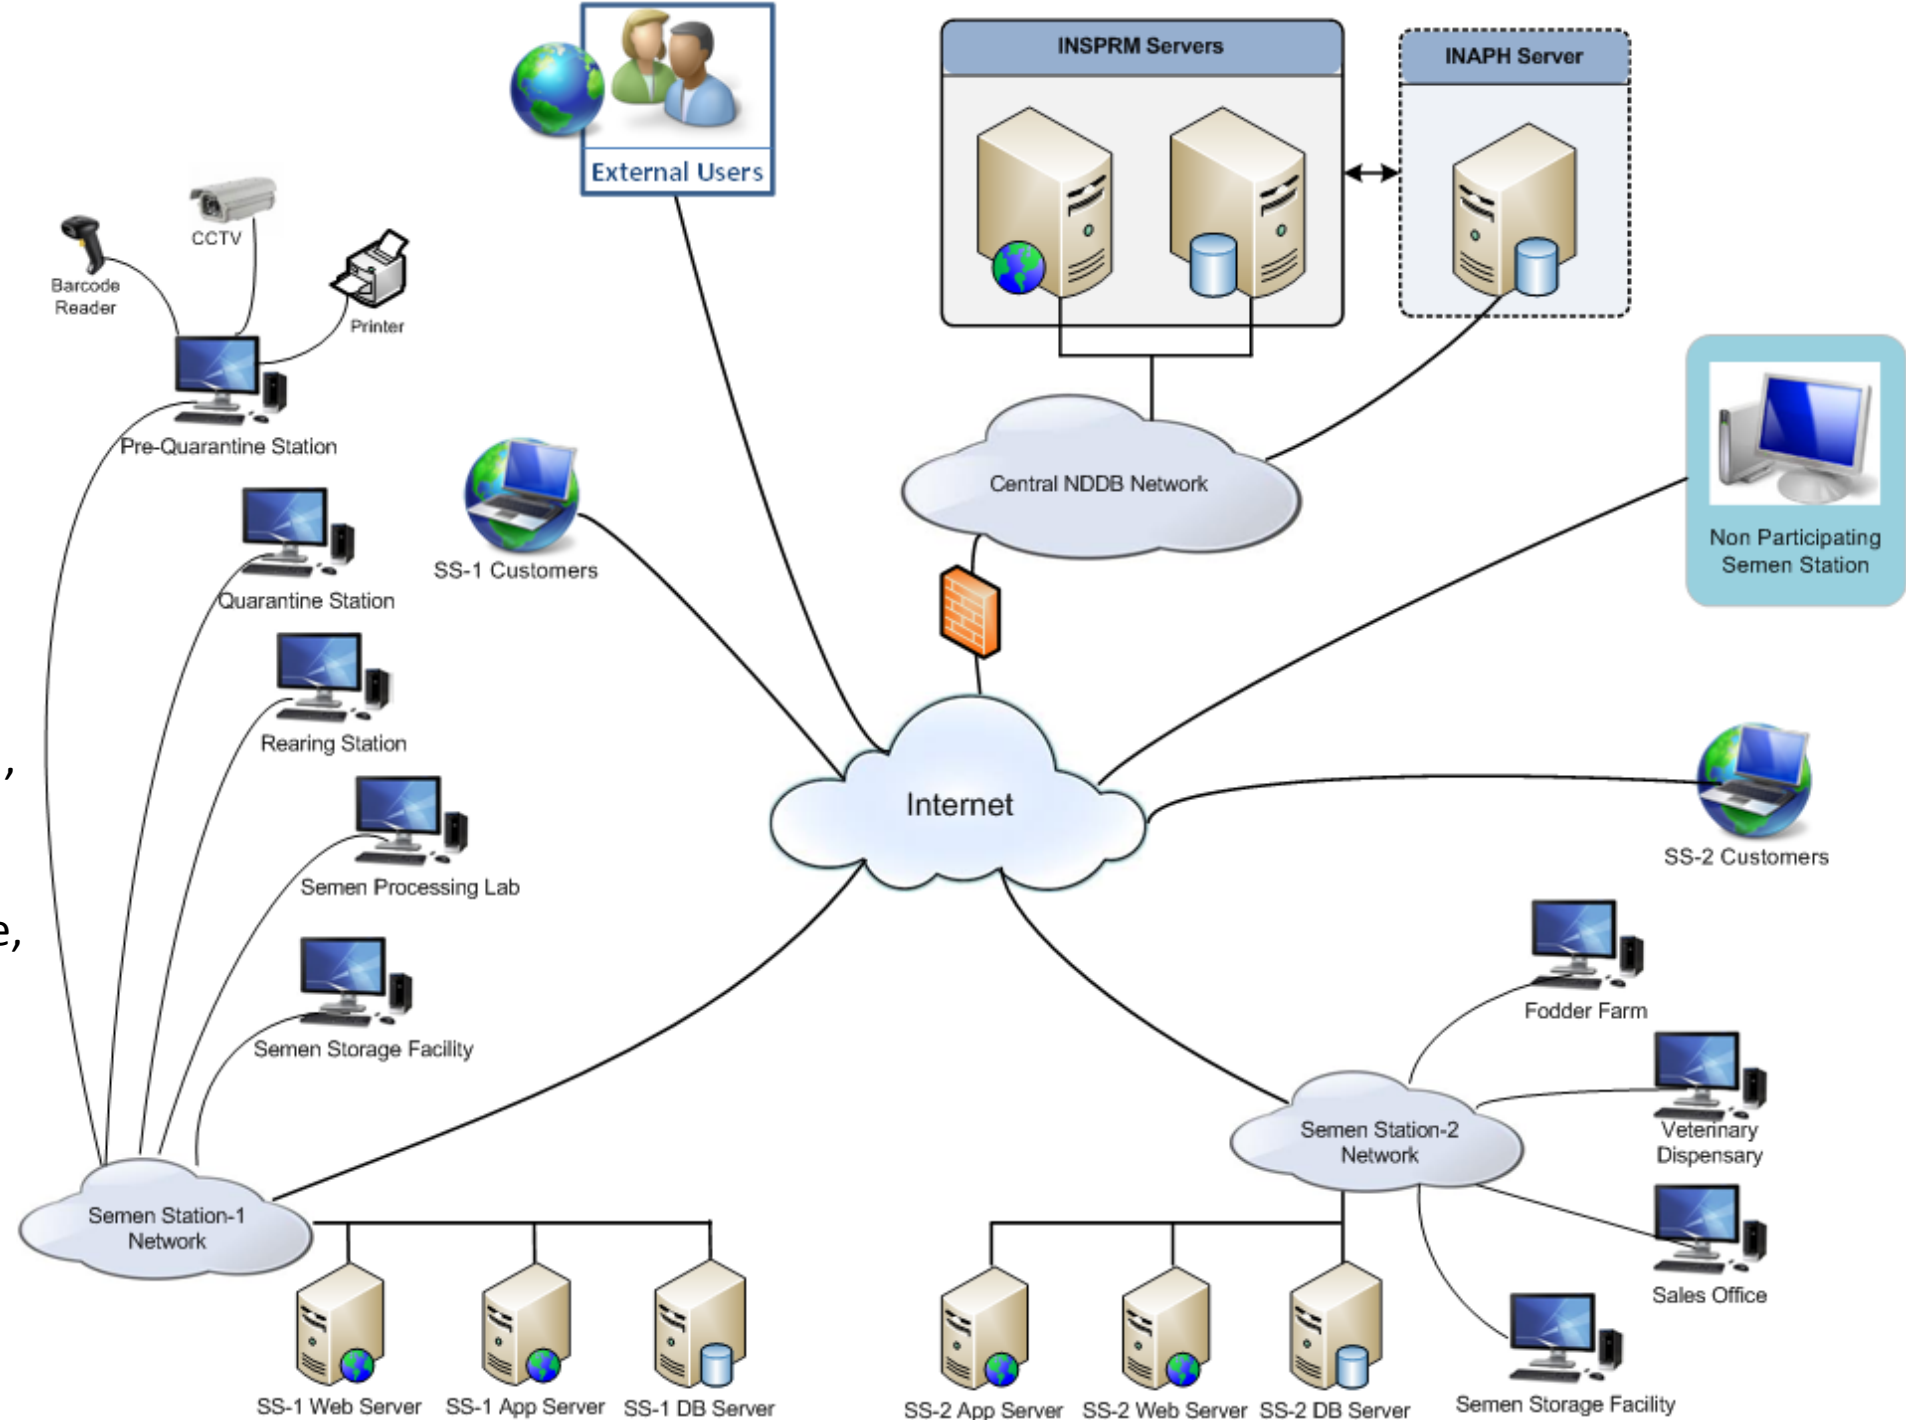 INSPRM Servers
INAPH Server
External Users
CCTV
Barcode
Reader
Printer
Pre-Quarantine Station
Central NDDB Network
Non Participating
Semen Station
SS-1 Customers
Quarantine Station
Rearing Station
,
Internet
SS-2 Customers
Semen Processing Lab
e,
Fodder Farm
Semen Storage Facility
Semen Station-2
Network
Veterinary
Dispensary
Semen Station-1
Network
Sales Office
SS-1 Web Server
SS-1 App Server
SS-1 DB Server
SS-2 App Server
SS-2 Web Server
SS-2 DB Server
Semen Storage Facility